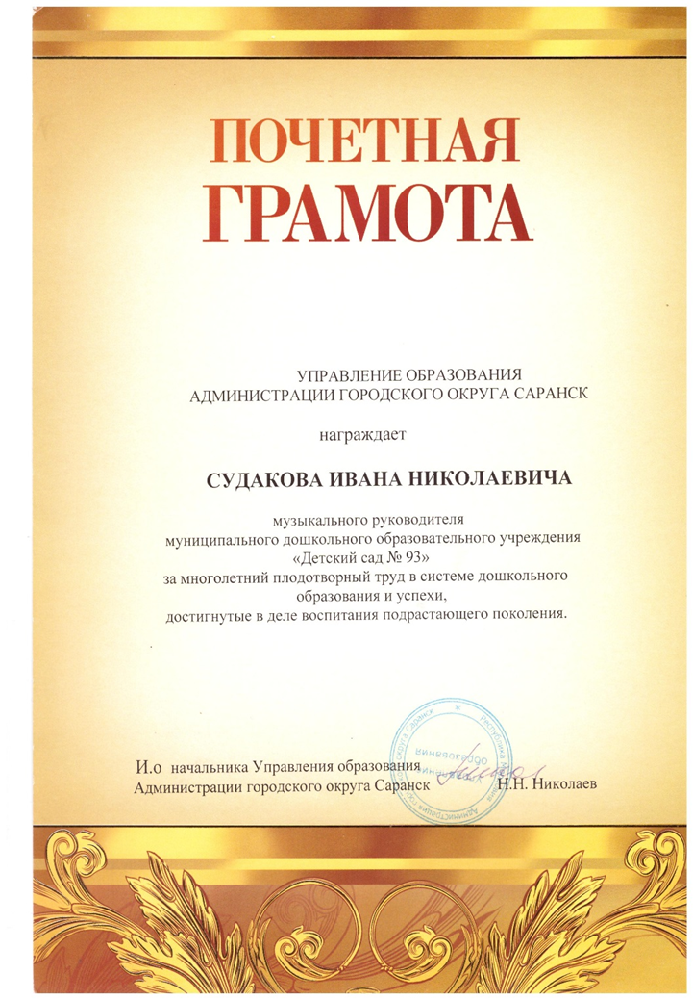 ПОЧЕТНАЯ
ГРАМОТА
УПРАВЛЕНИЕ ОБРАЗОВАНИЯ
АДМИНИСТРАЦИИ ГОРОДСКОГО ОКРУГА САРАНСК
награждает
СУДАКОВА ИВАНА НИКОЛАЕВИЧА
музыкального руководителя
муниципального дошкольного образовательного учреждения
«Детский сад № 93»
за многолетний плодотворный труд в системе дошкольного
образования и успехи,
достигнутые в деле воспитания подрастающего поколения.
И.о начальника Управления образования
Администрации городского округа Саранск Н.Н. Николаев
Управление
образования